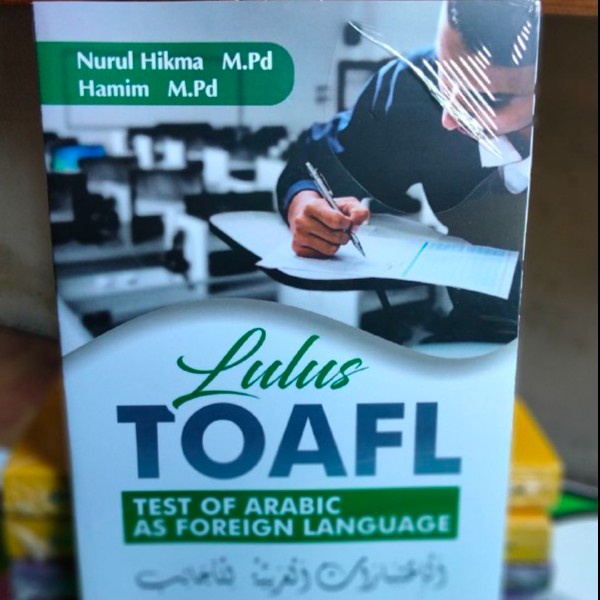 Nurul Hikma M.Pd
Hamim M.Pd
Lulus
TOAFL
TEST OF ARABIC
AS FOREIGN LANGUAGE